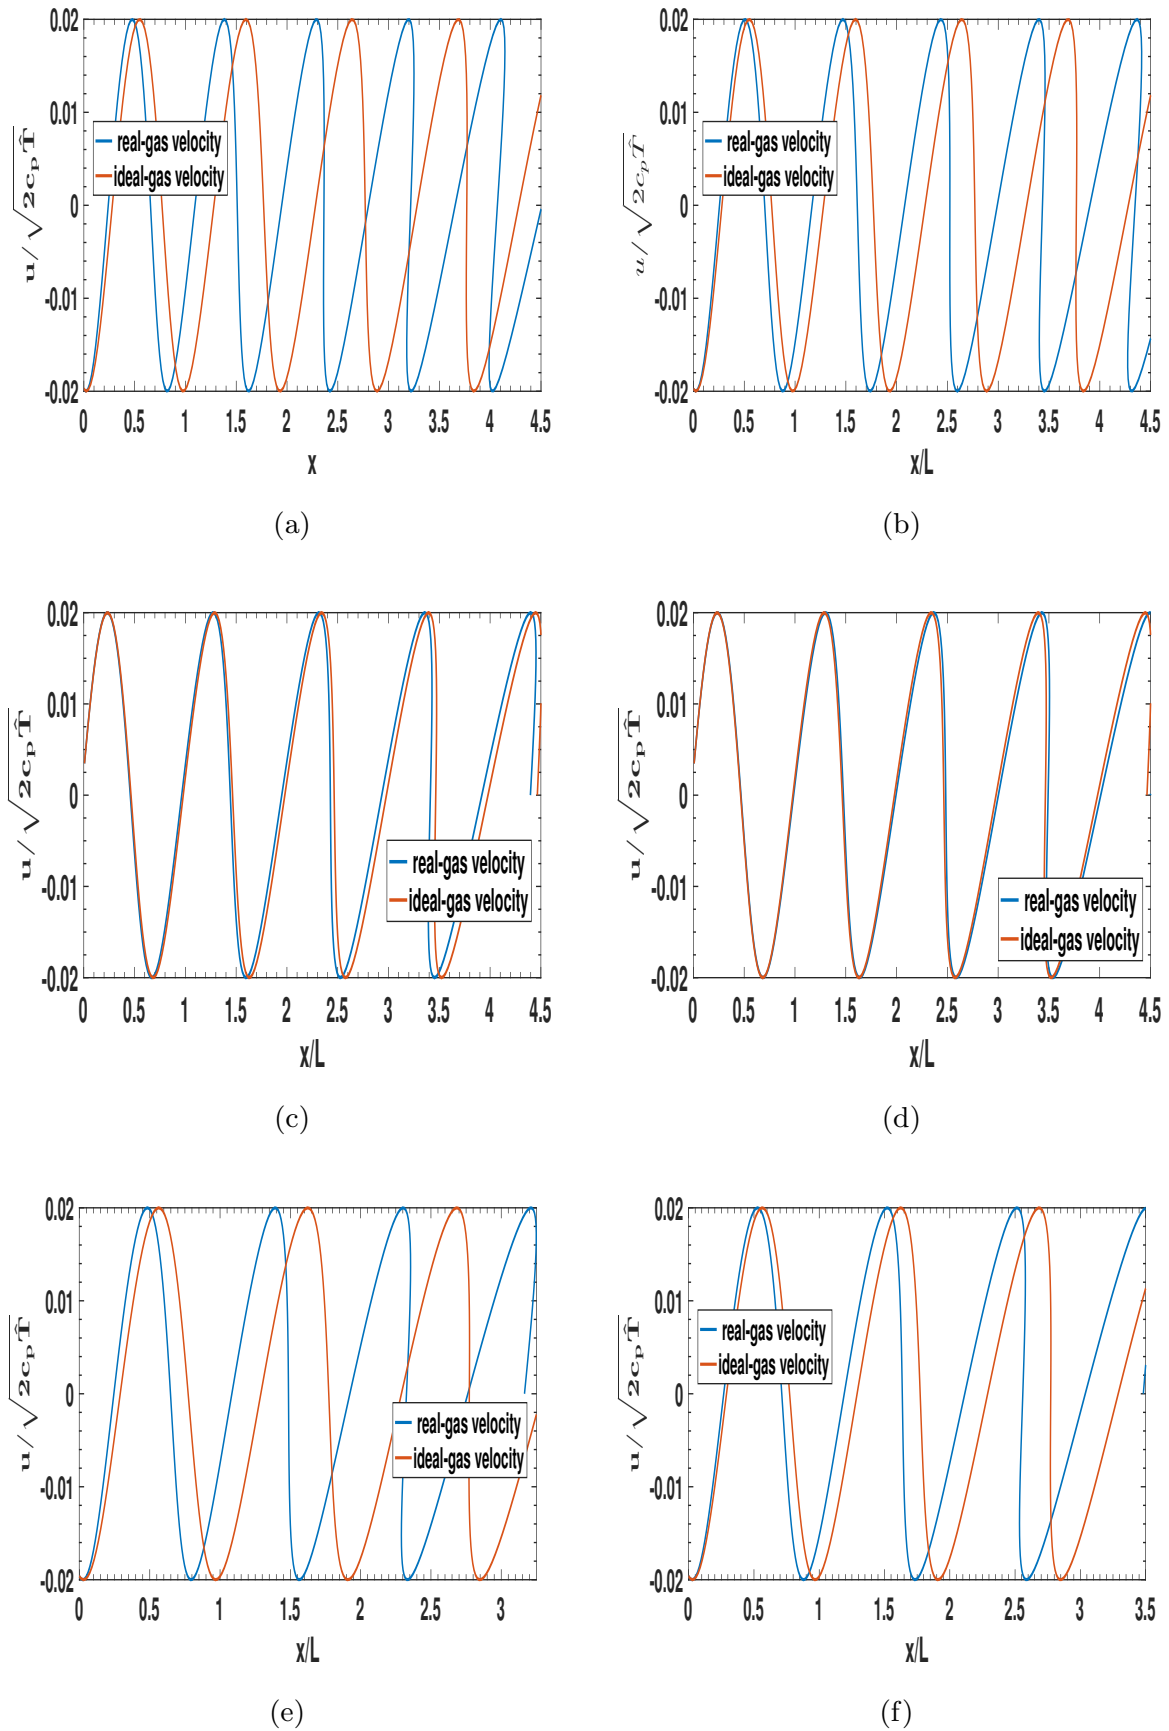 0.02
0.01
0
-0.01
-0.02
u/√2c_pT̂
real-gas velocity
ideal-gas velocity
0 0.5 1 1.5 2 2.5 3 3.5 4 4.5
x
(a)
0.02
0.01
0
-0.01
-0.02
u/√2c_pT̂
real-gas velocity
ideal-gas velocity
0 0.5 1 1.5 2 2.5 3 3.5 4 4.5
x/L
(b)
0.02
0.01
0
-0.01
-0.02
u/√2c_pT̂
real-gas velocity
ideal-gas velocity
0 0.5 1 1.5 2 2.5 3 3.5 4 4.5
x/L
(c)
0.02
0.01
0
-0.01
-0.02
u/√2c_pT̂
real-gas velocity
ideal-gas velocity
0 0.5 1 1.5 2 2.5 3 3.5 4 4.5
x/L
(d)
0.02
0.01
0
-0.01
-0.02
u/√2c_pT̂
real-gas velocity
ideal-gas velocity
0 0.5 1 1.5 2 2.5 3
x/L
(e)
0.02
0.01
0
-0.01
-0.02
u/√2c_pT̂
real-gas velocity
ideal-gas velocity
0 0.5 1 1.5 2 2.5 3 3.5
x/L
(f)